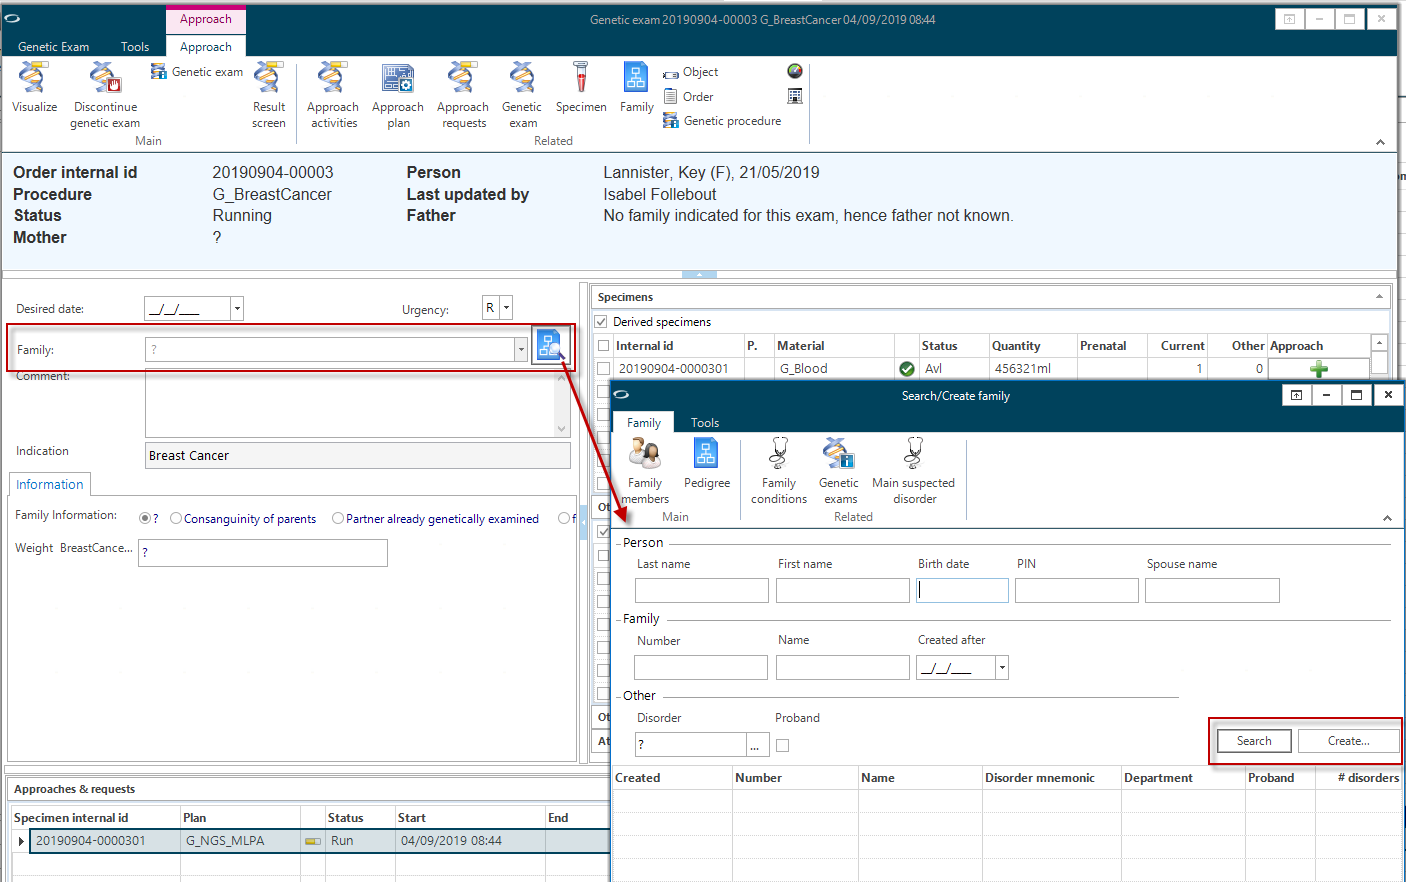 Approach
Genetic exam 20190904-00003 G_BreastCancer 04/09/2019 08:44
Genetic Exam Tools Approach
Visualize
Discontinue genetic exam
Genetic exam
Result screen
Main
Approach activities
Approach plan
Approach requests
Genetic exam
Specimen
Family
Object
Order
Genetic procedure
Related
Order internal id 20190904-00003 Person Lannister, Key (F), 21/05/2019
Procedure G_BreastCancer Last updated by Isabel Follebout
Status Running Father No family indicated for this exam, hence father not known.
Mother ?
Desired date: __/__/____ Urgency: R
Family: ?
Comment:
Indication Breast Cancer
Information
Family Information: ? Consanguinity of parents Partner already genetically examined f
Weight BreastCance... ?
Specimens
Derived specimens
Internal id P. Material Status Quantity Prenatal Current Other Approach
20190904-0000301 G_Blood Avl 456321ml 1 0
Ot
Ot
At
Approaches & requests
Specimen internal id Plan Status Start End
20190904-0000301 G_NGS_MLPA Run 04/09/2019 08:44
Search/Create family
Family Tools
Family members
Pedigree
Main
Family conditions
Genetic exams
Main suspected disorder
Related
Person
Last name First name Birth date PIN Spouse name
Family
Number Name Created after
__/__/____
Other
Disorder Proband
? ...
Search Create...
Created Number Name Disorder mnemonic Department Proband # disorders